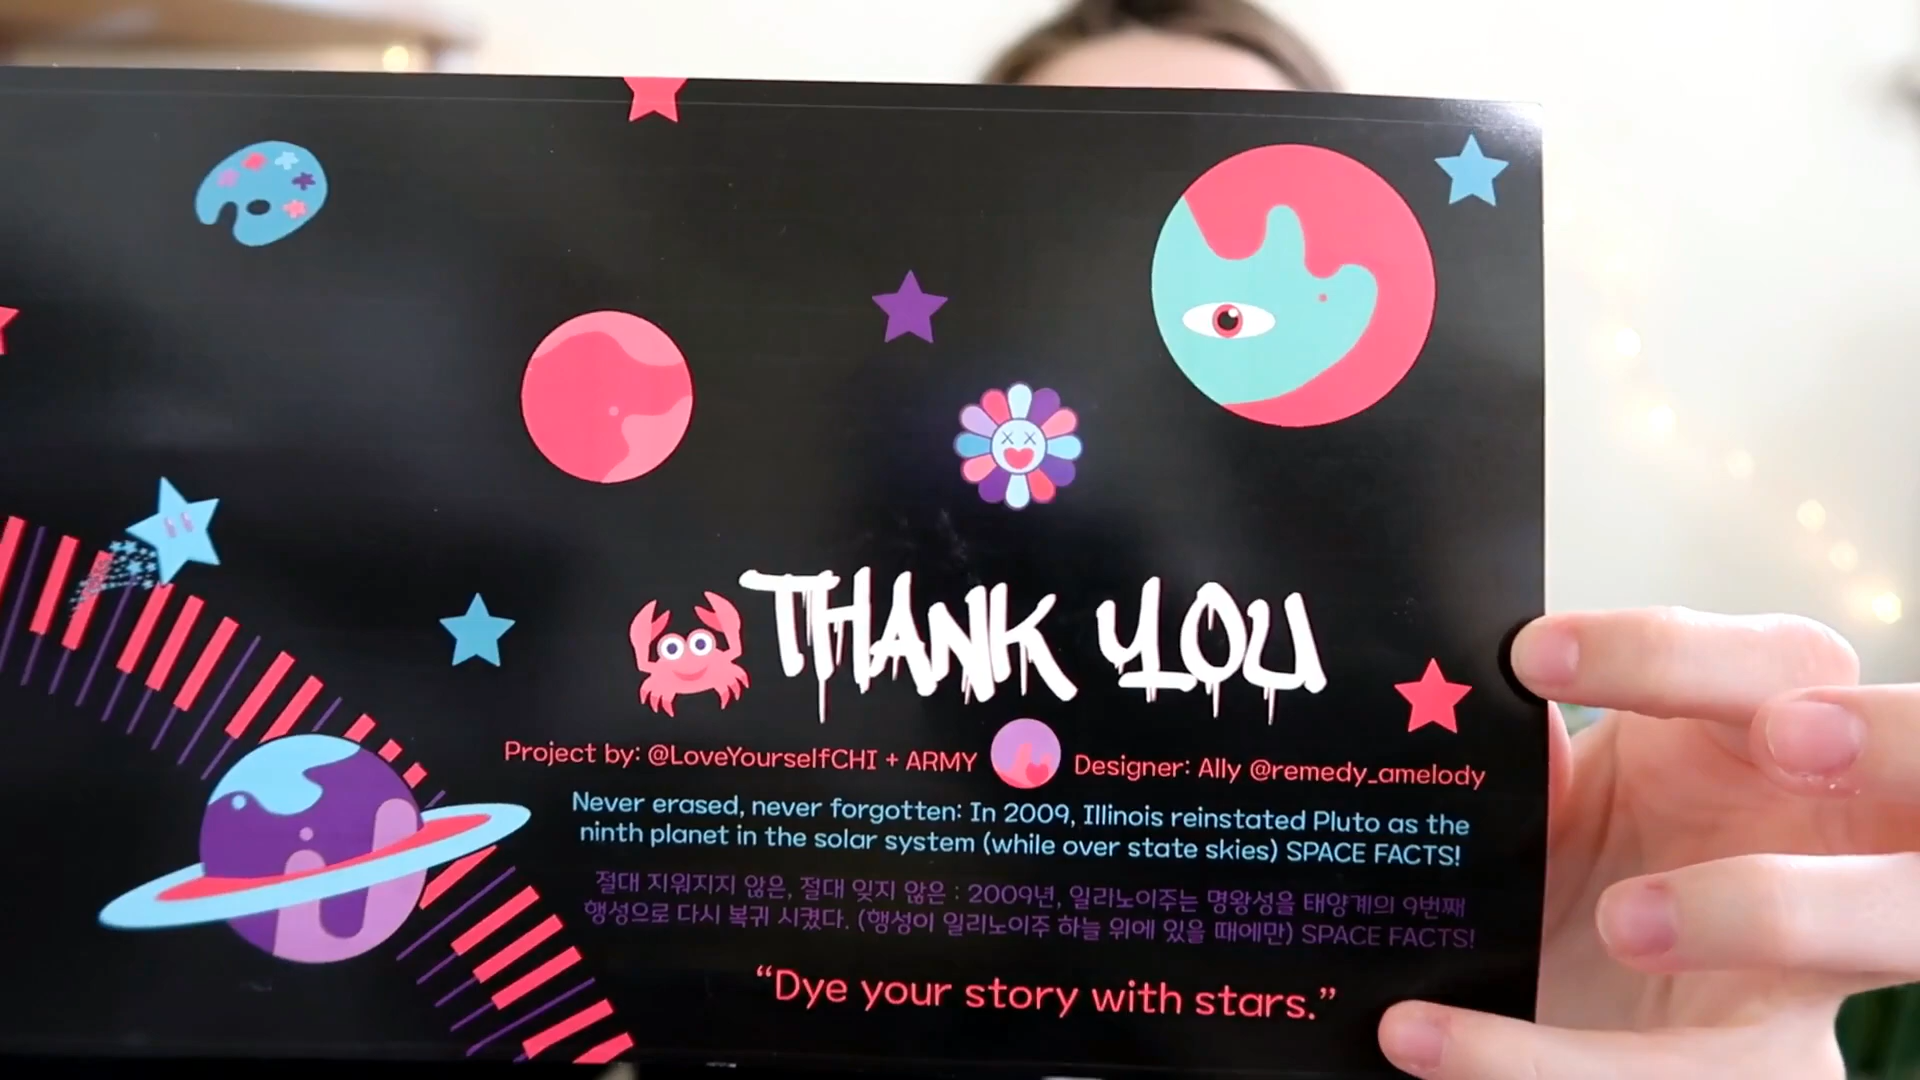 THANK YOU
Project by: @LoveYourselfCHI + ARMY Designer: Ally @remedy_amelody
Never erased, never forgotten: In 2009, Illinois reinstated Pluto as the
ninth planet in the solar system (while over state skies) SPACE FACTS!
절대 지워지지 않은, 절대 잊지 않은 : 2009년, 일리노이주는 명왕성을 태양계의 9번째
행성으로 다시 복귀 시켰다. (행성이 일리노이주 하늘 위에 있을 때에만) SPACE FACTS!
“Dye your story with stars.”